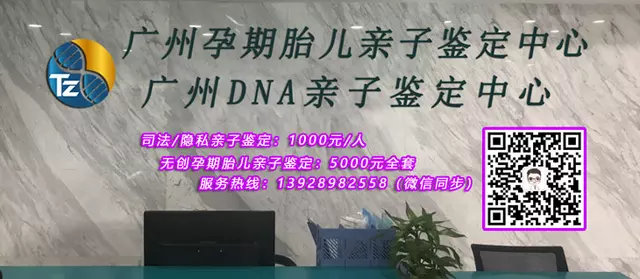 TZ
广州孕期胎儿亲子鉴定中心
广州DNA亲子鉴定中心
司法/隐私亲子鉴定：1000元/人
无创孕期胎儿亲子鉴定：5000元全套
服务热线：13928982558（微信同步）